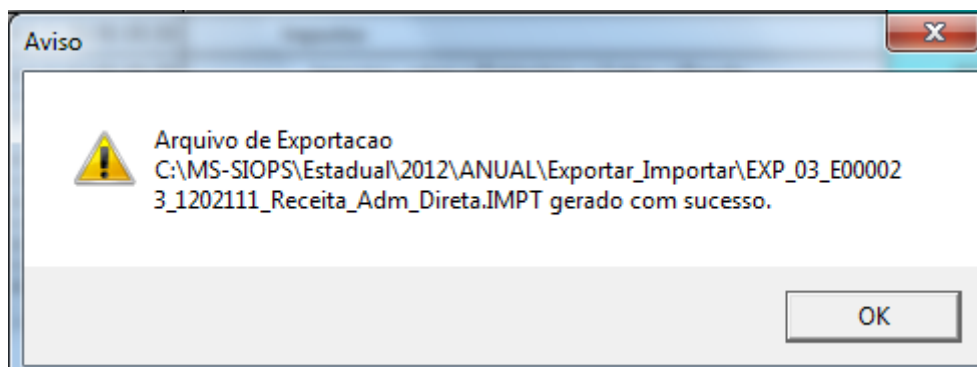 Aviso
Arquivo de Exportacao
C:\MS-SIOPS\Estadual\2012\ANUAL\Exportar_Importar\EXP_03_E00002
3_1202111_Receita_Adm_Direta.IMPT gerado com sucesso.
OK